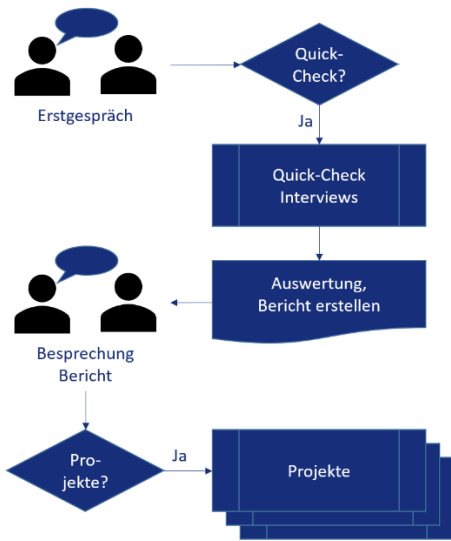 Quick-
Check?
Erstgespräch
Ja
Quick-Check
Interviews
Auswertung,
Bericht erstellen
Besprechung
Bericht
Pro-
jekte?
Ja
Projekte